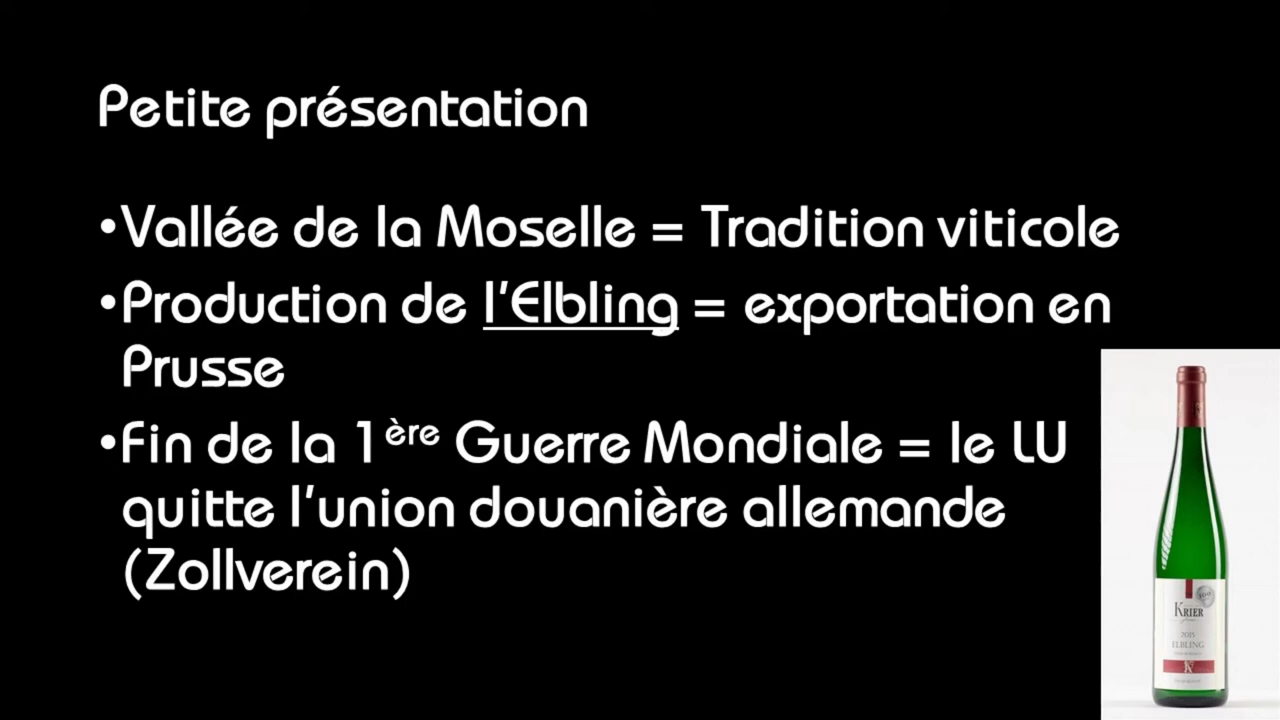 Petite présentation
•Vallée de la Moselle = Tradition viticole
•Production de l'Elbling = exportation en
Prusse
•Fin de la 1ère Guerre Mondiale = le LU
quitte l'union douanière allemande
(Zollverein)
KRIER
2015
ELBLING